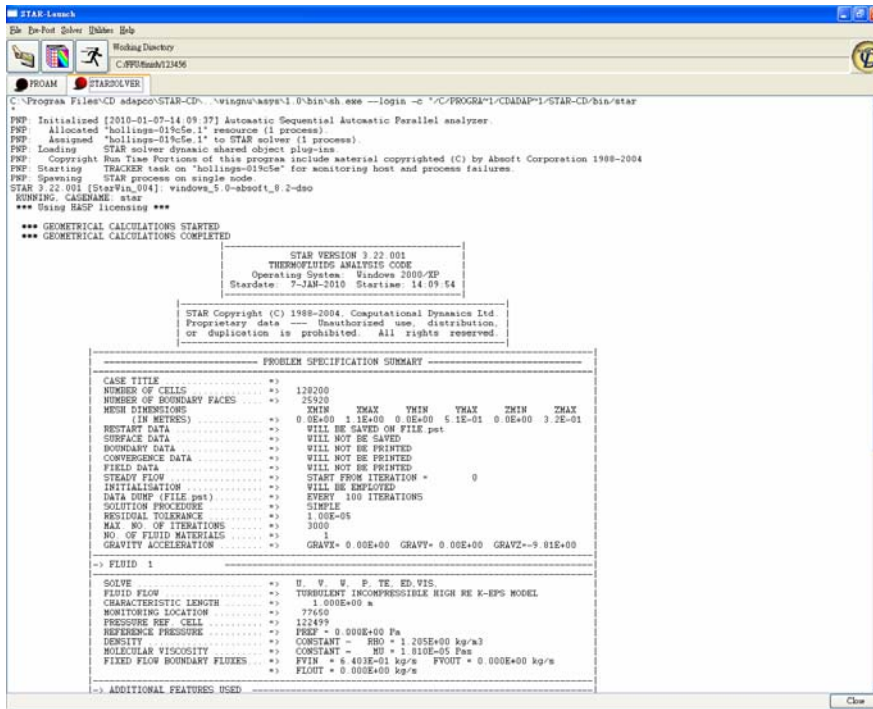 STAR-Launch
File Pre-Post Solver Utilities Help
Working Directory
C:/FFU/finish/123456
PROAM STARSOLVER
C:\Program Files\CD adapco\STAR-CD\..\wingnu\msys\1.0\bin\sh.exe --login -c "/C/PROGRA~1/CDADAP~1/STAR-CD/bin/star
"
PNP: Initialized [2010-01-07-14:09:37] Automatic Sequential Automatic Parallel analyzer.
PNP: Allocated "hollings-019c5e,1" resource (1 process).
PNP: Assigned "hollings-019c5e,1" to STAR solver (1 process).
PNP: Loading STAR solver dynamic shared object plug-ins.
PNP: Copyright Run Time Portions of this program include material copyrighted (C) by Absoft Corporation 1988-2004
PNP: Starting TRACKER task on "hollings-019c5e" for monitoring host and process failures.
PNP: Spawning STAR process on single node.
STAR 3.22.001 [StarWin_004]: windows_5.0-absoft_8.2-dso
RUNNING, CASENAME: star
*** Using HASP licensing ***
*** GEOMETRICAL CALCULATIONS STARTED
*** GEOMETRICAL CALCULATIONS COMPLETED
STAR VERSION 3.22.001
THERMOFLUIDS ANALYSIS CODE
Operating System: Windows 2000/XP
Stardate: 7-JAN-2010 Startime: 14:09:54
STAR Copyright (C) 1988-2004, Computational Dynamics Ltd.
Proprietary data --- Unauthorized use, distribution,
or duplication is prohibited. All rights reserved.
PROBLEM SPECIFICATION SUMMARY
CASE TITLE .................. =>
NUMBER OF CELLS ............. => 128200
NUMBER OF BOUNDARY FACES .... => 25920
MESH DIMENSIONS XMIN XMAX YMIN YMAX ZMIN ZMAX
(IN METRES) ............. => 0.0E+00 1.1E+00 0.0E+00 5.1E-01 0.0E+00 3.2E-01
RESTART DATA ................ => WILL BE SAVED ON FILE.pst
SURFACE DATA ................ => WILL NOT BE SAVED
BOUNDARY DATA ............... => WILL NOT BE PRINTED
CONVERGENCE DATA ............ => WILL NOT BE PRINTED
FIELD DATA .................. => WILL NOT BE PRINTED
STEADY FLOW ................. => START FROM ITERATION = 0
INITIALISATION .............. => WILL BE EMPLOYED
DATA DUMP (FILE.pst)......... => EVERY 100 ITERATIONS
SOLUTION PROCEDURE .......... => SIMPLE
RESIDUAL TOLERANCE .......... => 1.00E-05
MAX. NO. OF ITERATIONS ...... => 3000
NO. OF FLUID MATERIALS ...... => 1
GRAVITY ACCELERATION ........ => GRAVX= 0.00E+00 GRAVY= 0.00E+00 GRAVZ=-9.81E+00
-> FLUID 1
SOLVE ....................... => U, V, W, P, TE, ED,VIS,
FLUID FLOW .................. => TURBULENT INCOMPRESSIBLE HIGH RE K-EPS MODEL
CHARACTERISTIC LENGTH ....... => 1.000E+00 m
MONITORING LOCATION ......... => 77650
PRESSURE REF. CELL .......... => 122499
REFERENCE PRESSURE .......... => PREF = 0.000E+00 Pa
DENSITY ..................... => CONSTANT - RHO = 1.205E+00 kg/m3
MOLECULAR VISCOSITY ......... => CONSTANT - MU = 1.810E-05 Pas
FIXED FLOW BOUNDARY FLUXES... => FVIN = 6.403E-01 kg/s FVOUT = 0.000E+00 kg/s
=> FLOUT = 0.000E+00 kg/s
-> ADDITIONAL FEATURES USED
Close